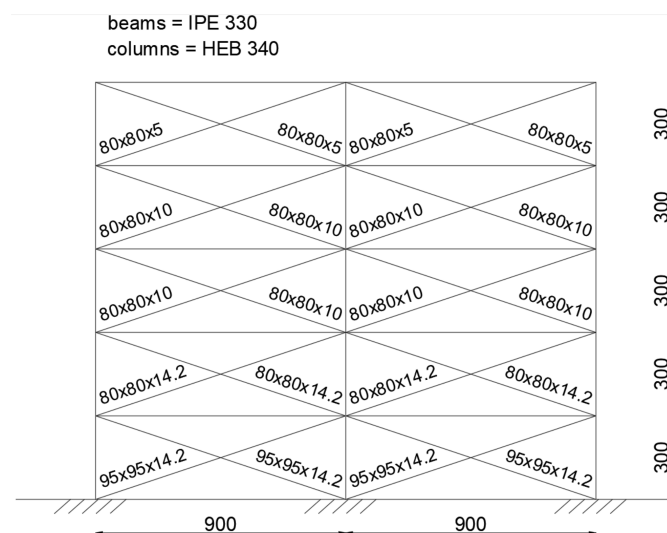 beams = IPE 330
columns = HEB 340
80x80x5 80x80x5 80x80x5 80x80x5
300
80x80x10 80x80x10 80x80x10 80x80x10
300
80x80x10 80x80x10 80x80x10 80x80x10
300
80x80x14.2 80x80x14.2 80x80x14.2 80x80x14.2
300
95x95x14.2 95x95x14.2 95x95x14.2 95x95x14.2
300
900 900